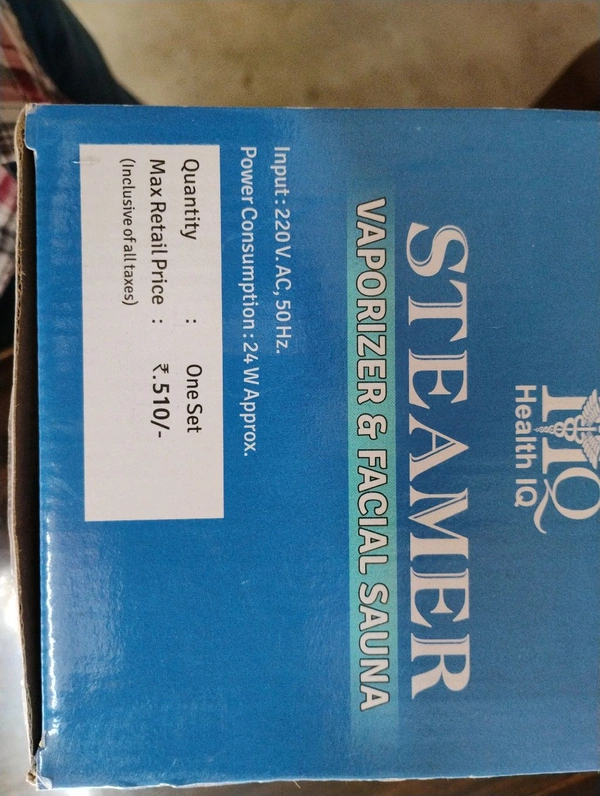 Health IQ
STEAMER
VAPORIZER & FACIAL SAUNA
Input : 220 V. AC, 50 Hz.
Power Consumption : 24 W Approx.
Quantity : One Set
Max Retail Price : ₹.510/-
(Inclusive of all taxes)